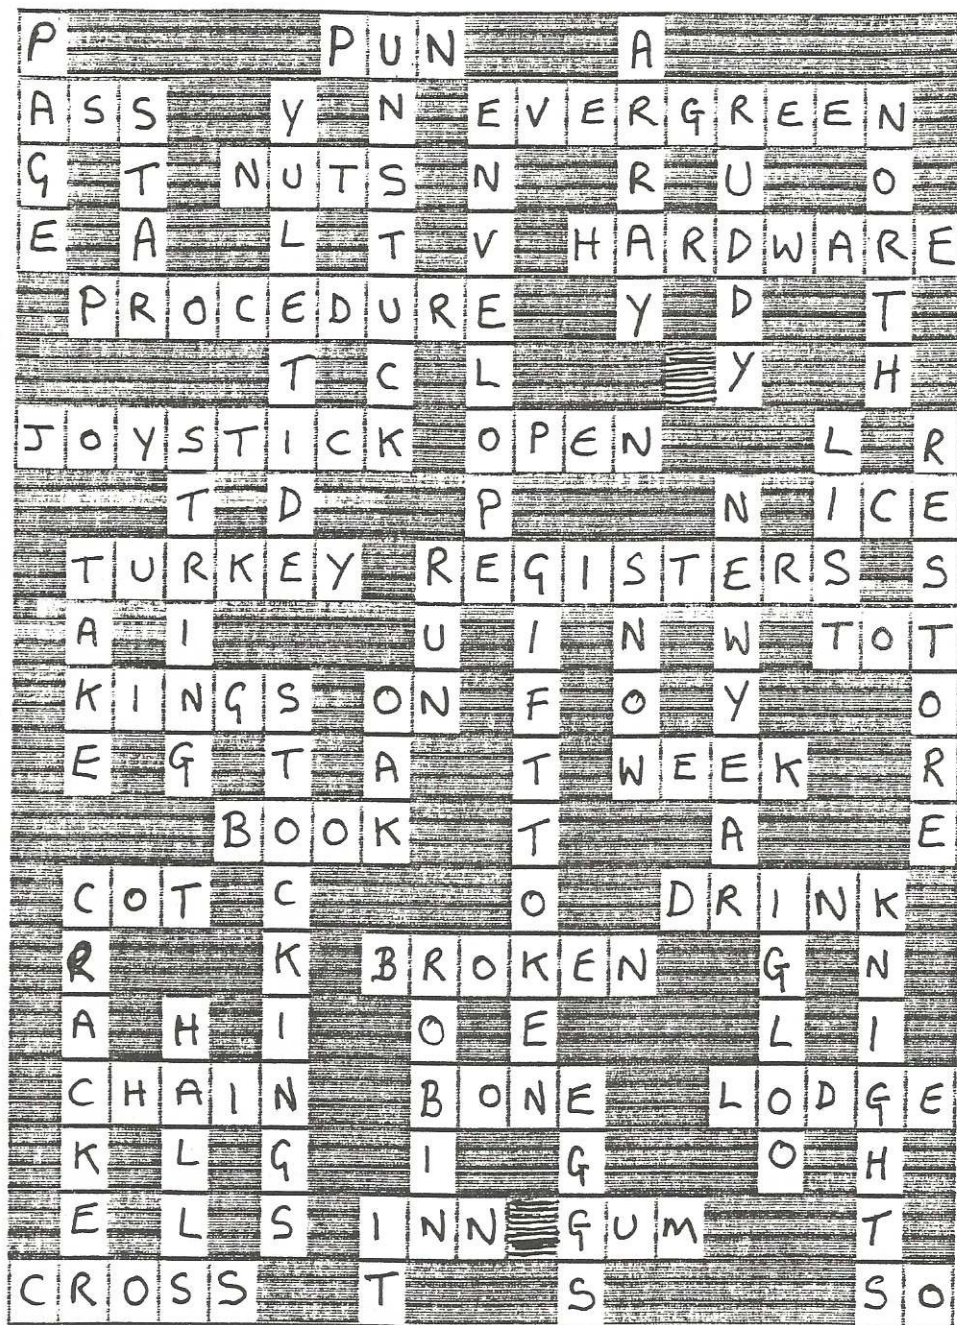 P PUN A
ASS Y N EVERGREEN
G T NUTS N R U O
E A L T V HARDWARE
PROCEDURE Y D T
T C L Y H
JOYSTICK OPEN L R
T D P N ICE
TURKEY REGISTERS S
A I U I N W TOT
KINGS ON F O Y O
E G T A T WEEK R
BOOK T A E
COT C O DRINK
R K BROKEN G N
A H I O E L I
CHAIN BONE LODGE
K L G I G O H
E L S INN GUM T
CROSS T S SO